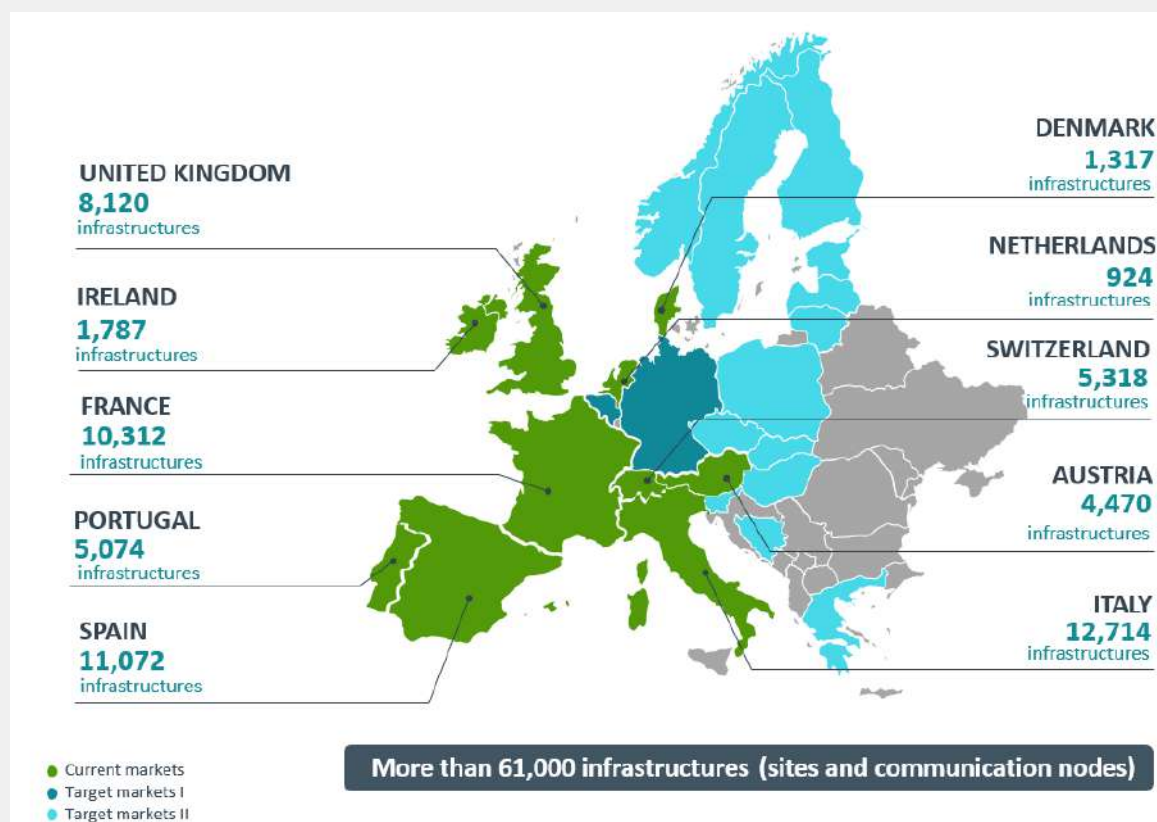 UNITED KINGDOM
8,120
infrastructures
IRELAND
1,787
infrastructures
FRANCE
10,312
infrastructures
PORTUGAL
5,074
infrastructures
SPAIN
11,072
infrastructures
DENMARK
1,317
infrastructures
NETHERLANDS
924
infrastructures
SWITZERLAND
5,318
infrastructures
AUSTRIA
4,470
infrastructures
ITALY
12,714
infrastructures
Current markets
Target markets I
Target markets II
More than 61,000 infrastructures (sites and communication nodes)